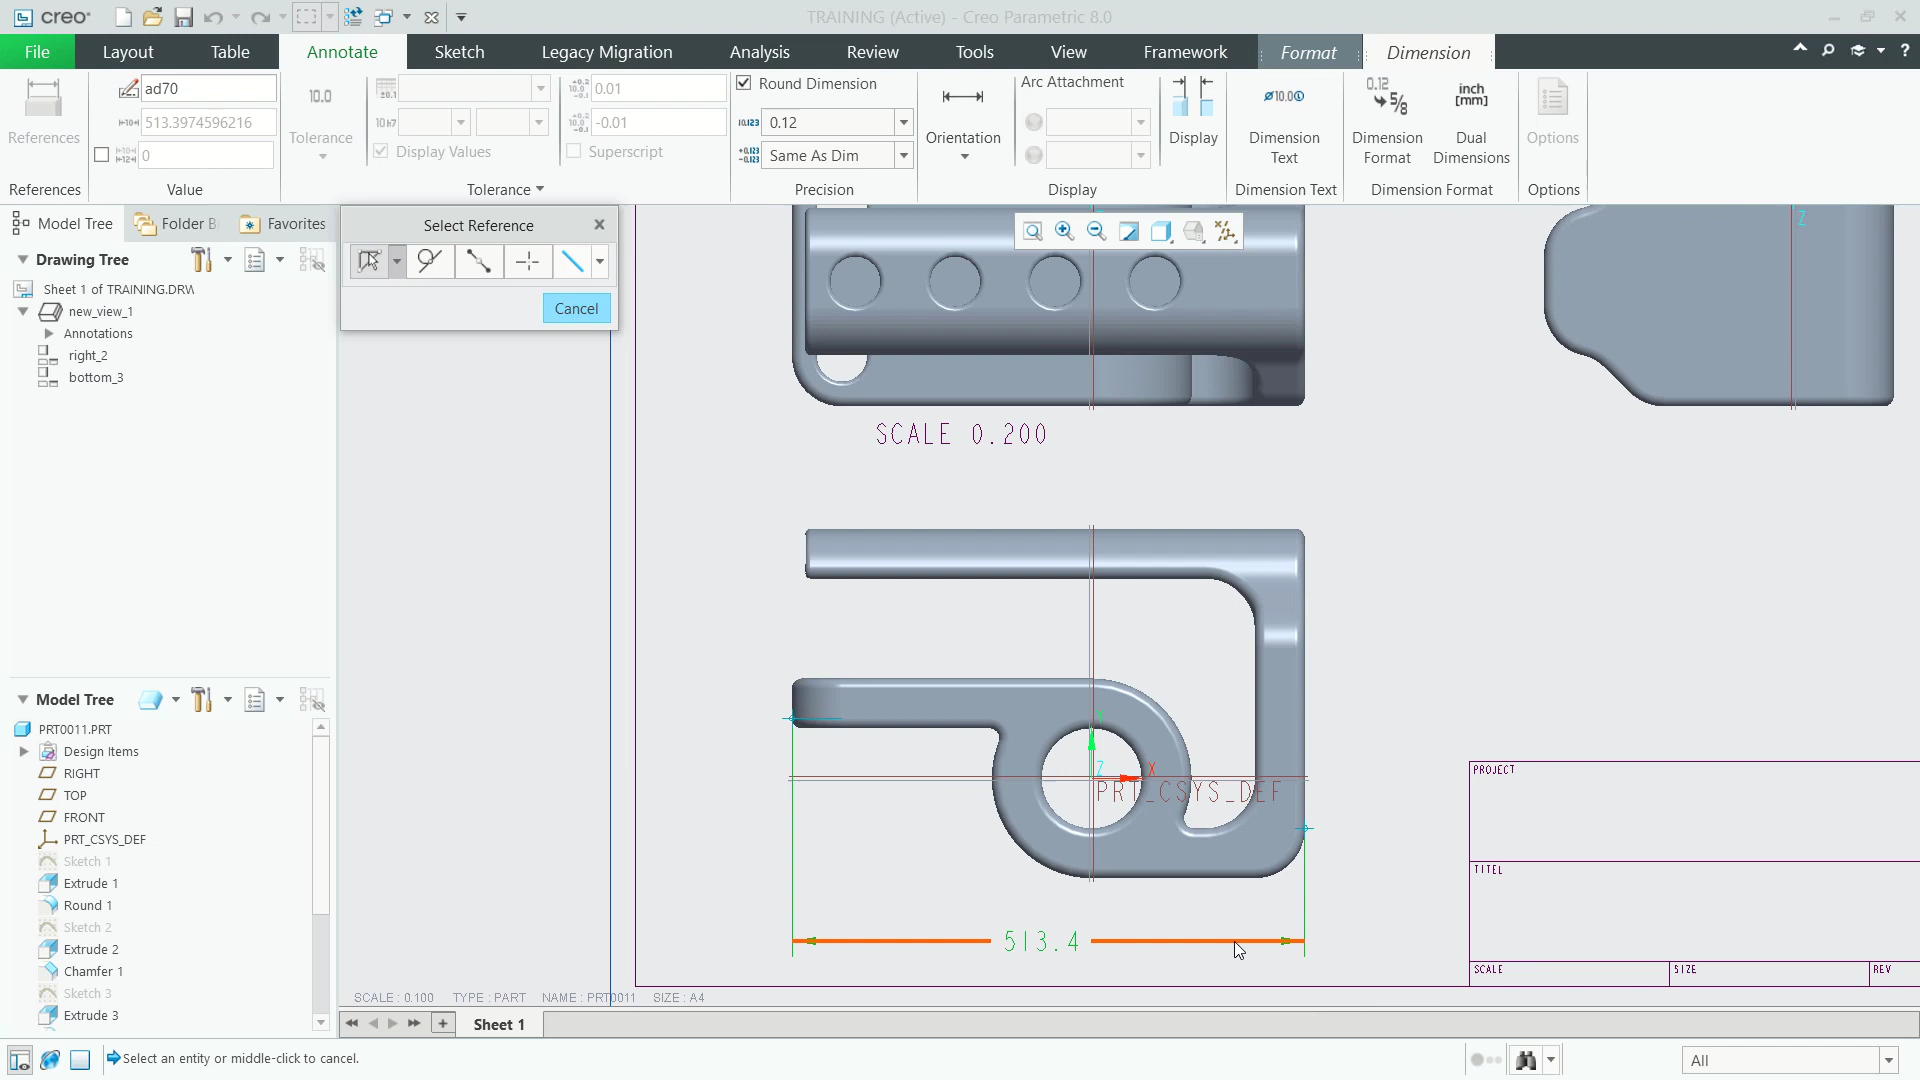 creo
TRAINING (Active) - Creo Parametric 8.0
File
Layout
Table
Annotate
Sketch
Legacy Migration
Analysis
Review
Tools
View
Framework
Format
Dimension
References
References
ad70
513.3974596216
0
Value
10.0
Tolerance
Display Values
0.01
-0.01
Superscript
Tolerance
Round Dimension
0.12
Same As Dim
Precision
Orientation
Arc Attachment
Display
Display
Dimension Text
Dimension Text
Dimension Format
inch [mm]
Dual Dimensions
Dimension Format
Options
Options
Model Tree
Folder B
Favorites
Drawing Tree
Sheet 1 of TRAINING.DRW
new_view_1
Annotations
right_2
bottom_3
Model Tree
PRT0011.PRT
Design Items
RIGHT
TOP
FRONT
PRT_CSYS_DEF
Sketch 1
Extrude 1
Round 1
Sketch 2
Extrude 2
Chamfer 1
Sketch 3
Extrude 3
Select Reference
Cancel
Z
SCALE 0.200
Y
Z
X
PRT_CSYS_DEF
513.4
PROJECT
TITEL
SCALE
SIZE
REV
SCALE : 0.100 TYPE : PART NAME : PRT0011 SIZE : A4
Sheet 1
Select an entity or middle-click to cancel.
All